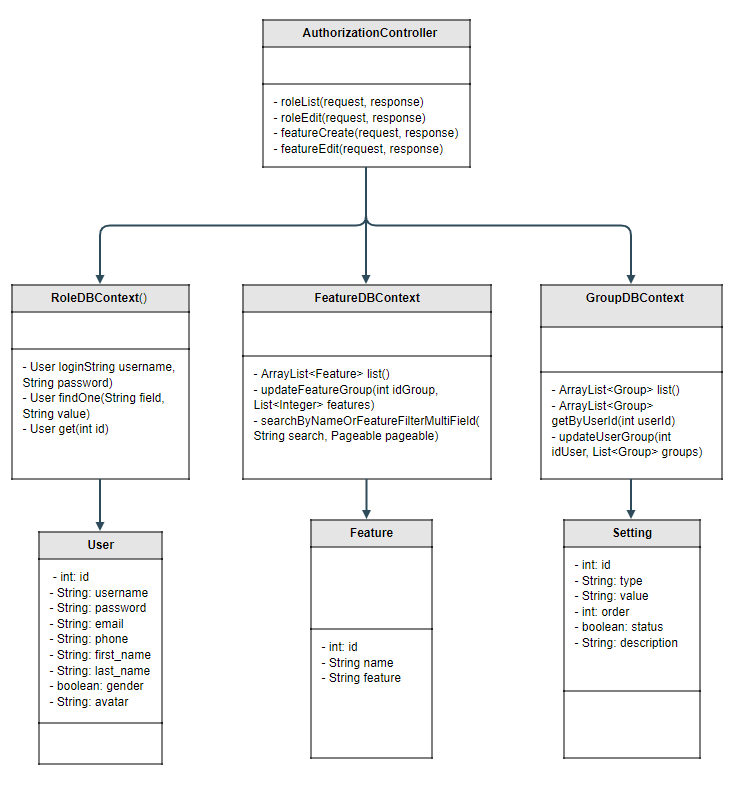 AuthorizationController
- roleList(request, response)
- roleEdit(request, response)
- featureCreate(request, response)
- featureEdit(request, response)
RoleDBContext()
- User loginString username,
String password)
- User findOne(String field,
String value)
- User get(int id)
FeatureDBContext
- ArrayList<Feature> list()
- updateFeatureGroup(int idGroup,
List<Integer> features)
- searchByNameOrFeatureFilterMultiField(
String search, Pageable pageable)
GroupDBContext
- ArrayList<Group> list()
- ArrayList<Group>
getByUserId(int userId)
- updateUserGroup(int
idUser, List<Group> groups)
User
- int: id
- String: username
- String: password
- String: email
- String: phone
- String: first_name
- String: last_name
- boolean: gender
- String: avatar
Feature
- int: id
- String name
- String feature
Setting
- int: id
- String: type
- String: value
- int: order
- boolean: status
- String: description